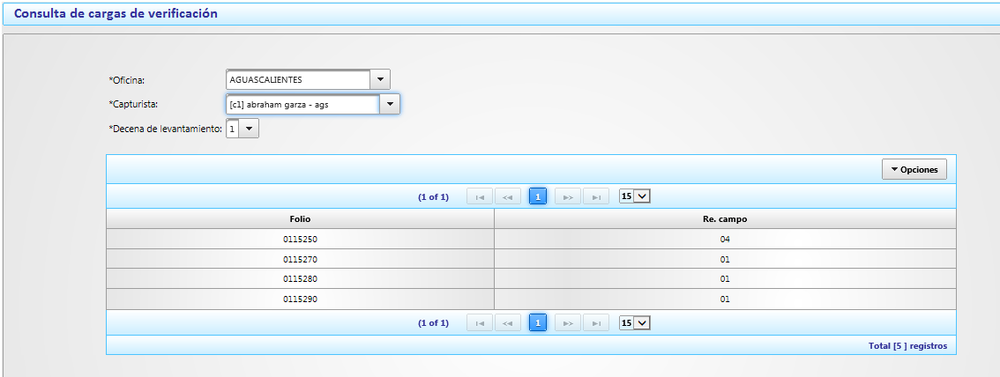 Consulta de cargas de verificación
*Oficina: AGUASCALIENTES
*Capturista: [c1] abraham garza - ags
*Decena de levantamiento: 1
Opciones
(1 of 1) 1 15
Folio Re. campo
0115250 04
0115270 01
0115280 01
0115290 01
(1 of 1) 1 15
Total [5 ] registros